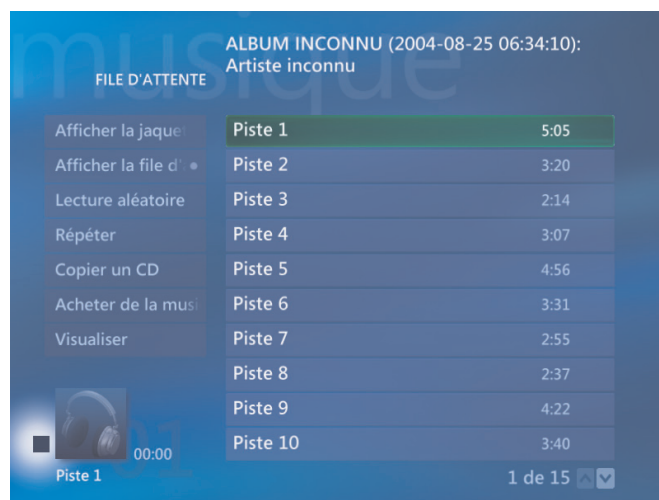 musique
ALBUM INCONNU (2004-08-25 06:34:10):
Artiste inconnu
FILE D'ATTENTE
Afficher la jaquet
Afficher la file d'
Lecture aléatoire
Répéter
Copier un CD
Acheter de la musi
Visualiser
Piste 1 5:05
Piste 2 3:20
Piste 3 2:14
Piste 4 3:07
Piste 5 4:56
Piste 6 3:31
Piste 7 2:55
Piste 8 2:37
Piste 9 4:22
Piste 10 3:40
01
00:00
Piste 1
1 de 15